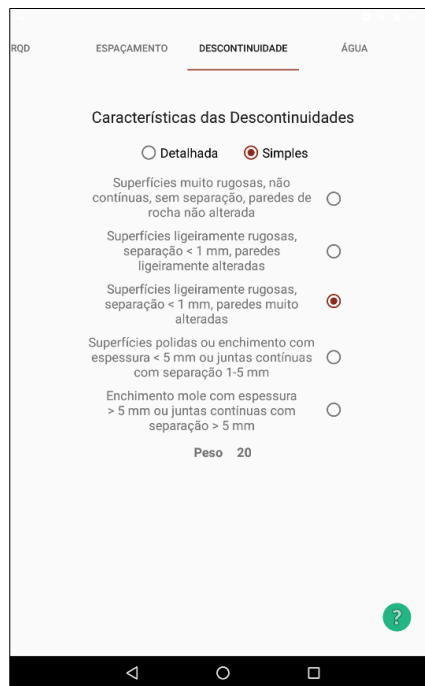 RQD ESPAÇAMENTO DESCONTINUIDADE ÁGUA
Características das Descontinuidades
Detalhada Simples
Superfícies muito rugosas, não
contínuas, sem separação, paredes de
rocha não alterada
Superfícies ligeiramente rugosas,
separação < 1 mm, paredes
ligeiramente alteradas
Superfícies ligeiramente rugosas,
separação < 1 mm, paredes muito
alteradas
Superfícies polidas ou enchimento com
espessura < 5 mm ou juntas contínuas
com separação 1-5 mm
Enchimento mole com espessura
> 5 mm ou juntas contínuas com
separação > 5 mm
Peso 20
?